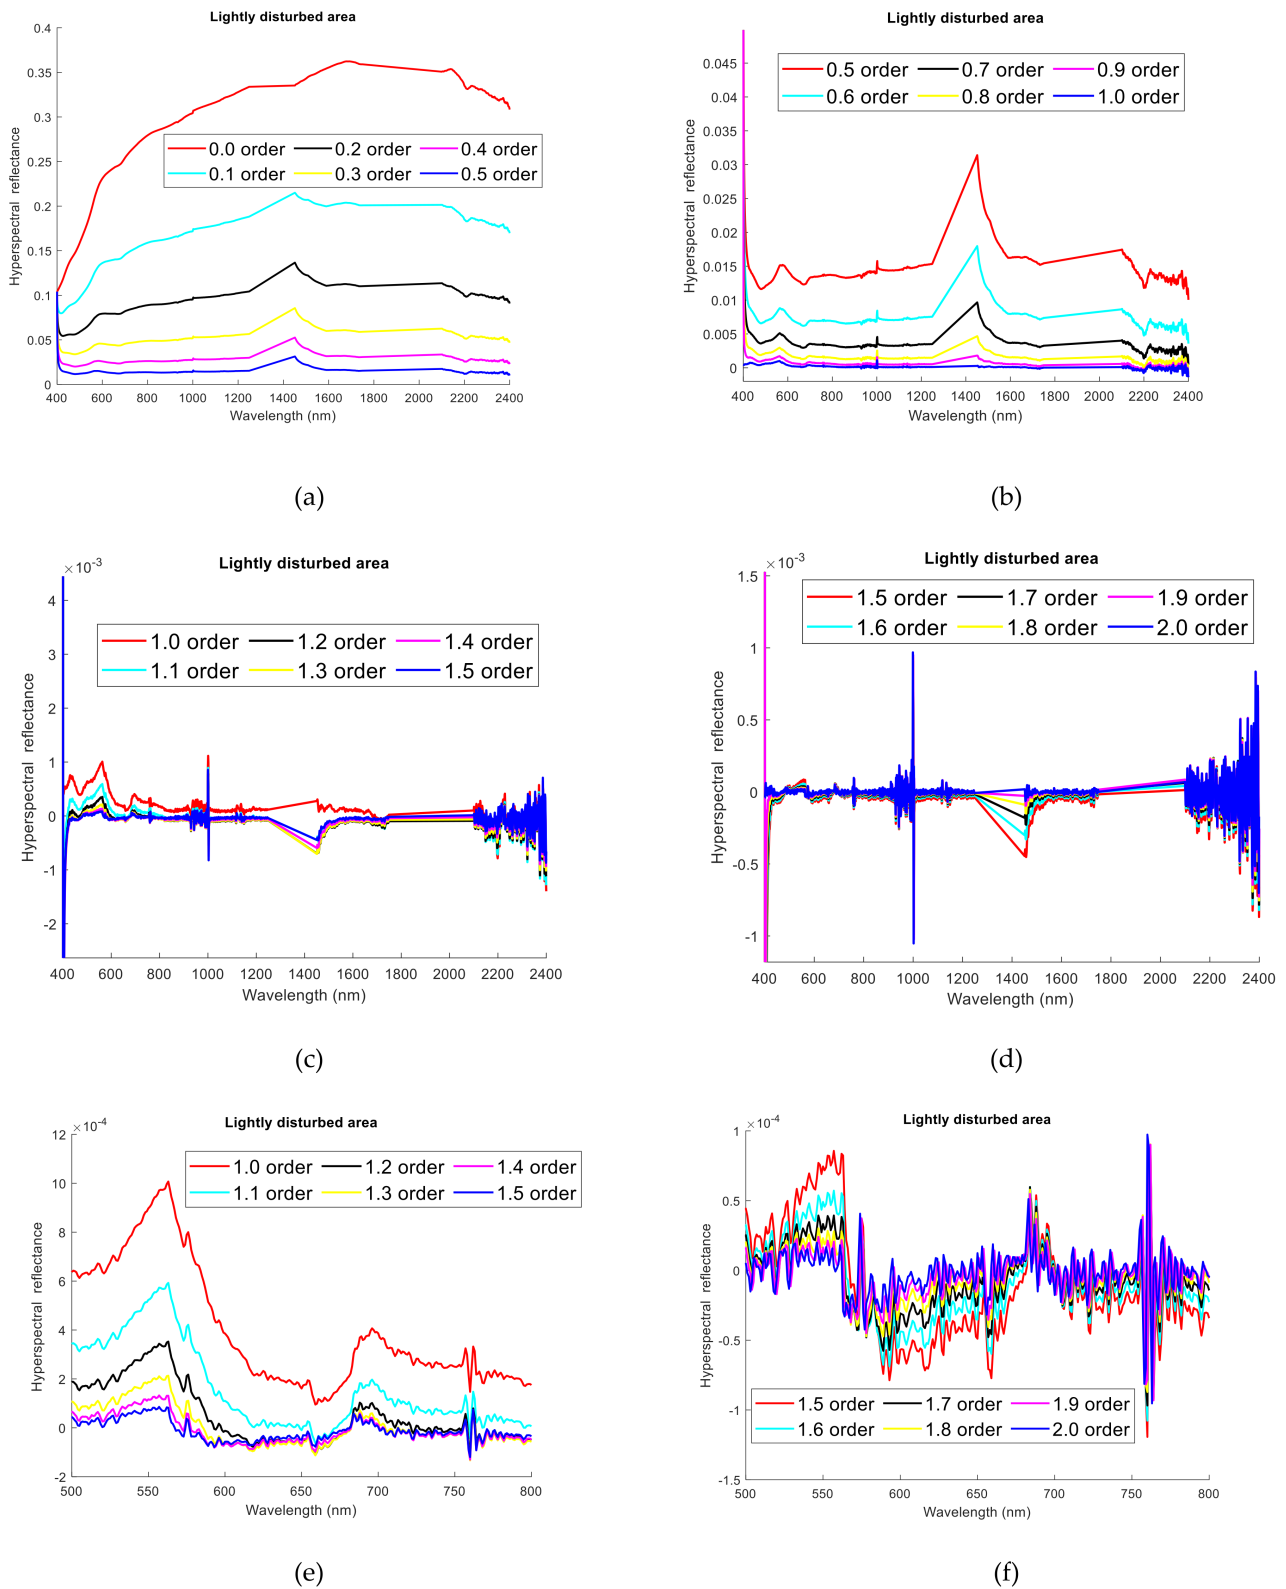 Lightly disturbed area
Hyperspectral reflectance
0.4
0.35
0.3
0.25
0.2
0.15
0.1
0.05
0
0.0 order 0.2 order 0.4 order
0.1 order 0.3 order 0.5 order
400 600 800 1000 1200 1400 1600 1800 2000 2200 2400
Wavelength (nm)
(a)
Lightly disturbed area
Hyperspectral reflectance
0.045
0.04
0.035
0.03
0.025
0.02
0.015
0.01
0.005
0
0.5 order 0.7 order 0.9 order
0.6 order 0.8 order 1.0 order
400 600 800 1000 1200 1400 1600 1800 2000 2200 2400
Wavelength (nm)
(b)
Lightly disturbed area
×10-3
Hyperspectral reflectance
4
3
2
1
0
-1
-2
1.0 order 1.2 order 1.4 order
1.1 order 1.3 order 1.5 order
400 600 800 1000 1200 1400 1600 1800 2000 2200 2400
Wavelength (nm)
(c)
Lightly disturbed area
×10-3
Hyperspectral reflectance
1.5
1
0.5
0
-0.5
-1
1.5 order 1.7 order 1.9 order
1.6 order 1.8 order 2.0 order
400 600 800 1000 1200 1400 1600 1800 2000 2200 2400
Wavelength (nm)
(d)
Lightly disturbed area
×10-4
Hyperspectral reflectance
12
10
8
6
4
2
0
-2
1.0 order 1.2 order 1.4 order
1.1 order 1.3 order 1.5 order
500 550 600 650 700 750 800
Wavelength (nm)
(e)
Lightly disturbed area
×10-4
Hyperspectral reflectance
1
0.5
0
-0.5
-1
-1.5
1.5 order 1.7 order 1.9 order
1.6 order 1.8 order 2.0 order
500 550 600 650 700 750 800
Wavelength (nm)
(f)